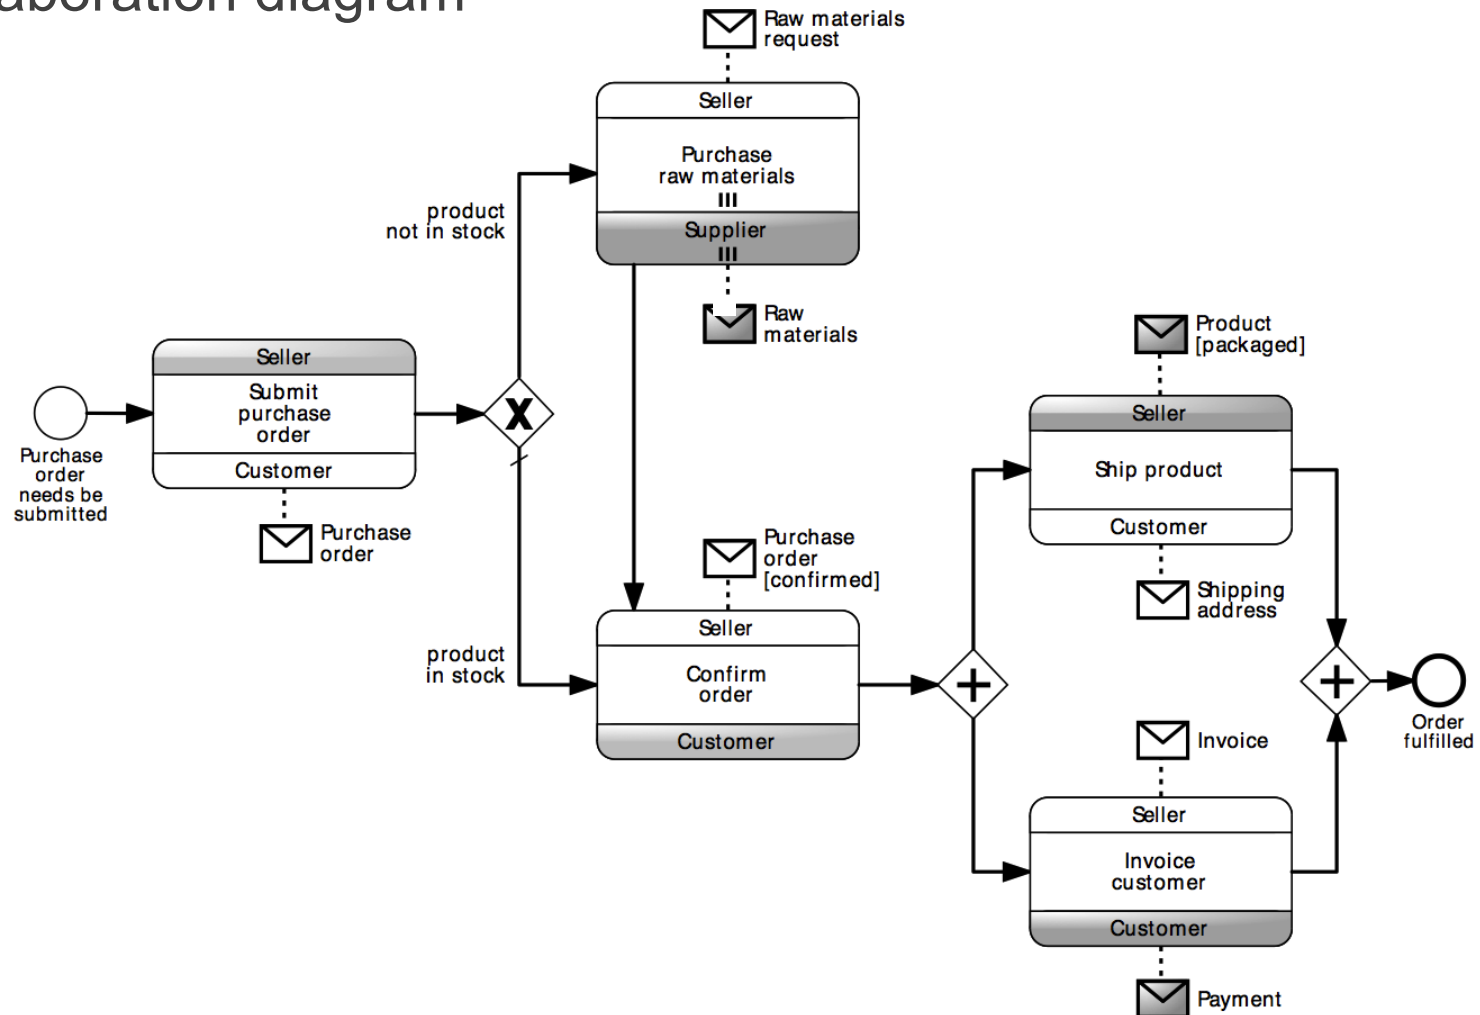 aboration diagram
Raw materials
request
Seller
Purchase
raw materials
Supplier
product
not in stock
Raw
materials
Product
[packaged]
Seller
Submit
purchase
order
Customer
X
Purchase
order
needs be
submitted
Purchase
order
Seller
Ship product
Customer
Purchase
order
[confirmed]
Shipping
address
Seller
Confirm
order
Customer
product
in stock
+
+
Order
fulfilled
Invoice
Seller
Invoice
customer
Customer
Payment